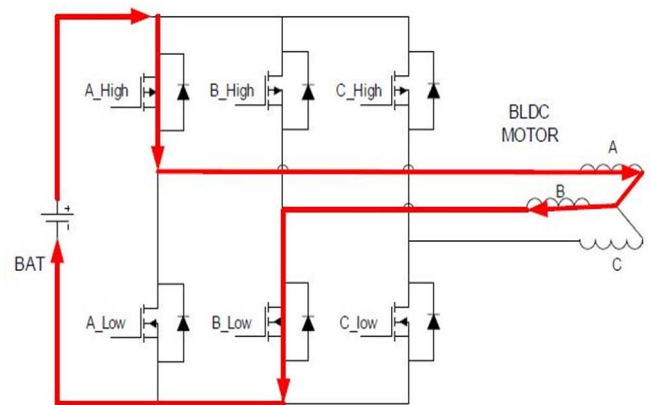 A_High
B_High
C_High
BLDC
MOTOR
A
B
+
-
BAT
C
A_Low
B_Low
C_low